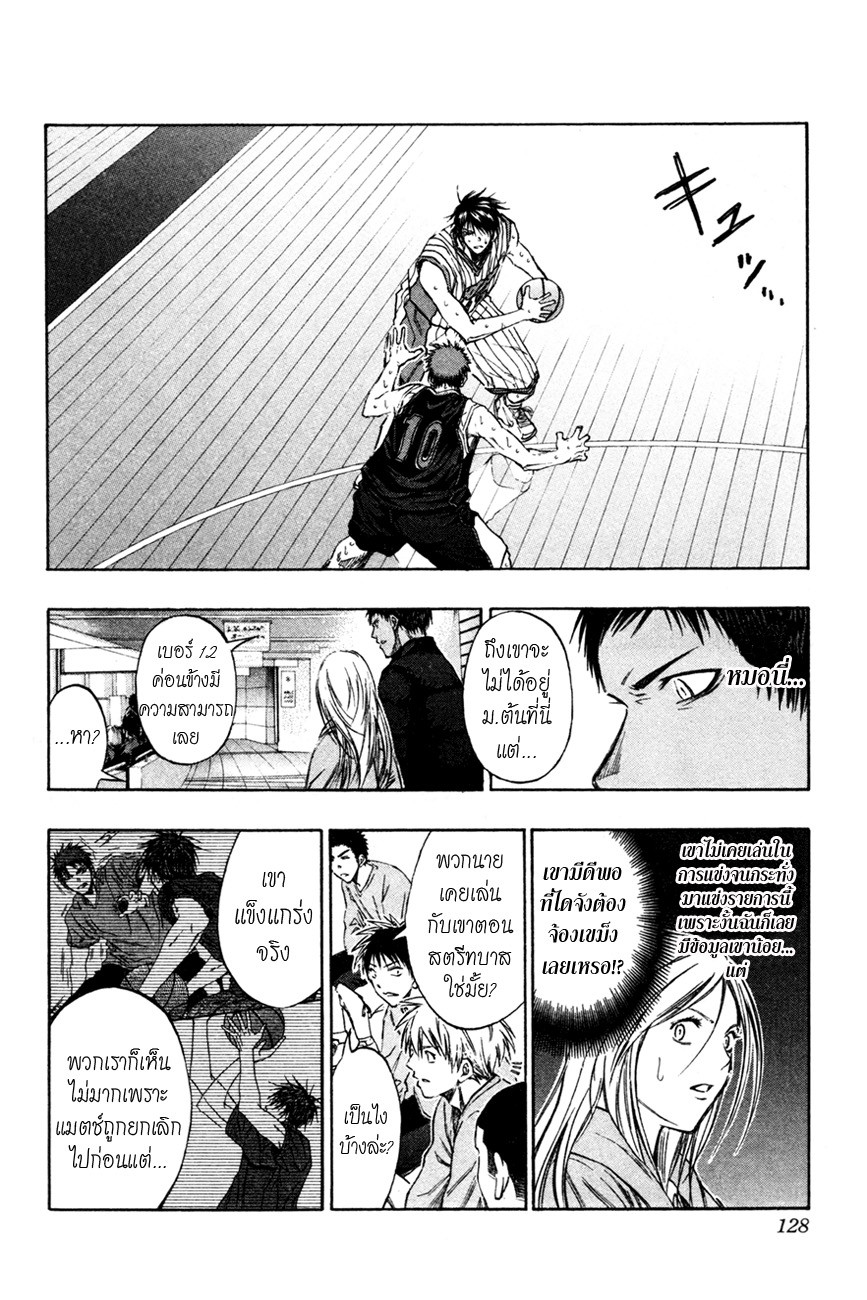 キュッ…
10
หมอนี่...
ถึงเขาจะ
ไม่ได้อยู่
ม.ต้นที่นี่
แต่...
เบอร์ 12
ค่อนข้างมี
ความสามารถ
เลย
...หา?
เขาไม่เคยเล่นใน
การแข่งจนกระทั่ง
มาแข่งรายการนี้
เพราะงั้นฉันก็เลย
มีข้อมูลเขาน้อย...
แต่
เขามีดีพอ
ที่ไดจังต้อง
จ้องเขม็ง
เลยเหรอ!?
พวกนาย
เคยเล่น
กับเขาตอน
สตรีทบาส
ใช่มั้ย?
เป็นไง
บ้างล่ะ?
เขา
แข็งแกร่ง
จริง
พวกเราก็เห็น
ไม่มากเพราะ
แมตช์ถูกยกเลิก
ไปก่อนแต่...
128